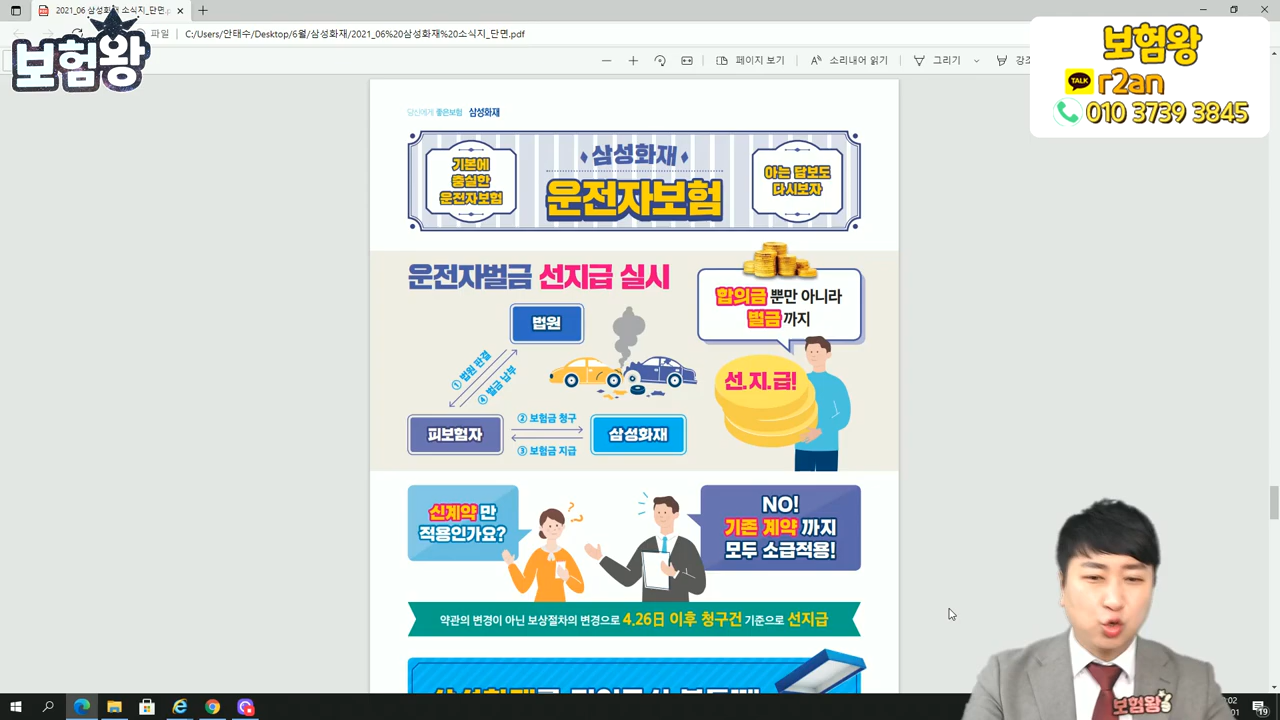 2021_06 삼성화재 소식지_단면.p
파일
C:/Users/안태수/Desktop/6월/삼성화재/2021_06%20삼성화재%20소식지_단면.pdf
보험왕
보험왕
TALK
r2an
010 3739 3845
페이지 보기
소리내어 읽기
그리기
강조
당신에게 좋은보험 삼성화재
기본에
충실한
운전자보험
삼성화재
운전자보험
아는 담보도
다시보자
운전자벌금 선지급 실시
합의금 뿐만 아니라
벌금까지
법원
① 법원 판결
④ 벌금 납부
선.지.급!
피보험자
② 보험금 청구
③ 보험금 지급
삼성화재
신계약 만
적용인가요?
NO!
기존 계약 까지
모두 소급적용!
약관의 변경이 아닌 보상절차의 변경으로 4.26日 이후 청구건 기준으로 선지급
보험왕
:02
01
19